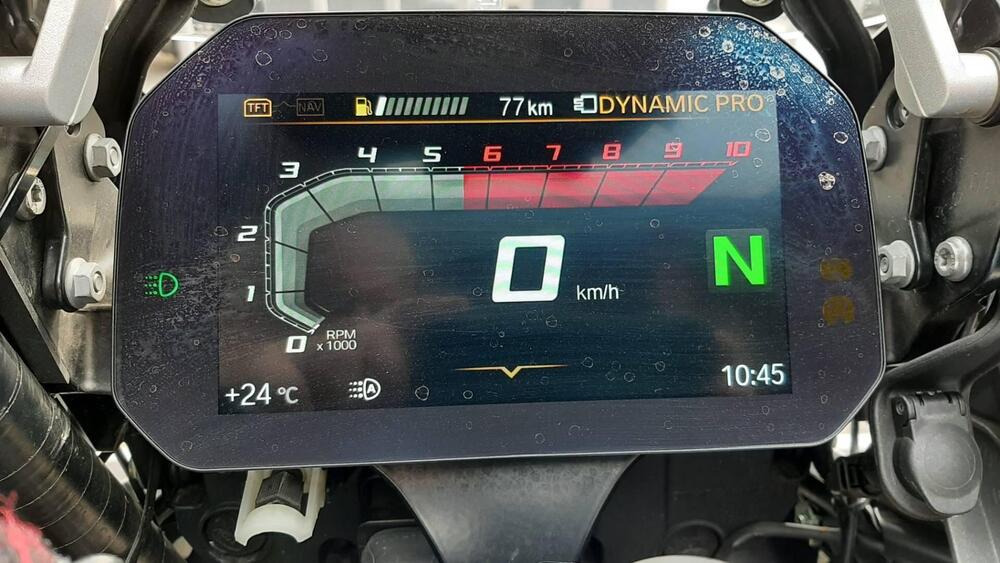 TFT NAV 77 km DYNAMIC PRO
3 4 5 6 7 8 9 10
2
1
0
RPM
x 1000
0 km/h
N
+24 °C A 10:45